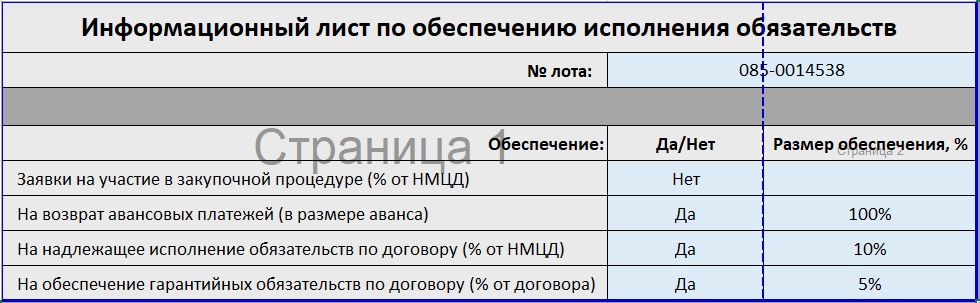 Информационный лист по обеспечению исполнения обязательств
№ лота: 085-0014538
Страница 1
Обеспечение: Да/Нет Размер обеспечения, %
Страница 2
Заявки на участие в закупочной процедуре (% от НМЦД) Нет
На возврат авансовых платежей (в размере аванса) Да 100%
На надлежащее исполнение обязательств по договору (% от НМЦД) Да 10%
На обеспечение гарантийных обязательств по договору (% от договора) Да 5%